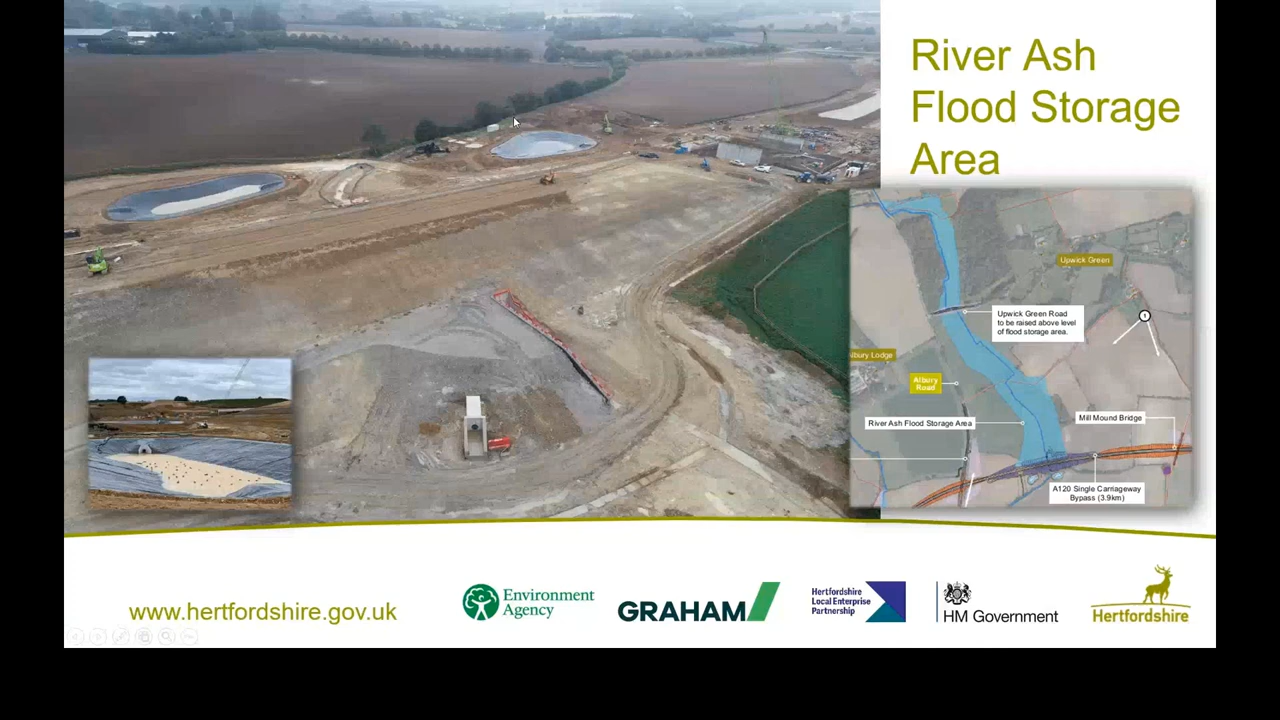 River Ash
Flood Storage
Area
Upwick Green
Upwick Green Road
to be raised above level
of flood storage area.
1
Albury Lodge
Albury
Road
River Ash Flood Storage Area
Mill Mound Bridge
A120 Single Carriageway
Bypass (3.9km)
www.hertfordshire.gov.uk
Environment
Agency
GRAHAM
Hertfordshire
Local Enterprise
Partnership
HM Government
Hertfordshire